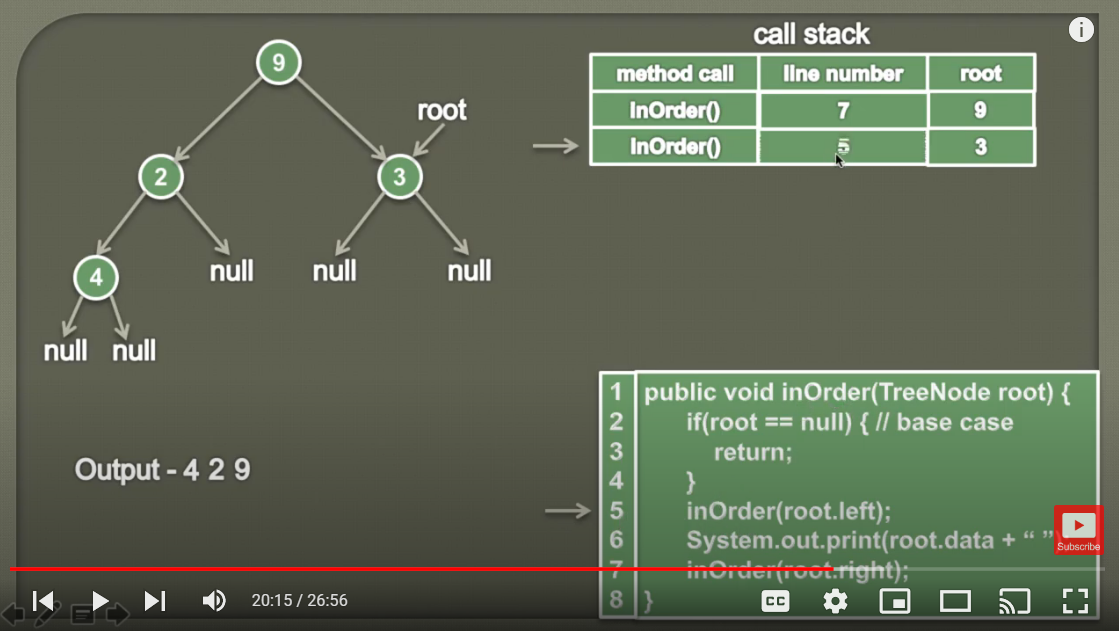 call stack
method call line number root
InOrder() 7 9
InOrder() 5 3
9
root
2
3
4
null
null
null
null
null
Output - 4 2 9
1 public void inOrder(TreeNode root) {
2 if(root == null) { // base case
3 return;
4 }
5 inOrder(root.left);
6 System.out.print(root.data + “ ”
7 inOrder(root.right);
8 }
Subscribe
20:15 / 26:56
CC
i